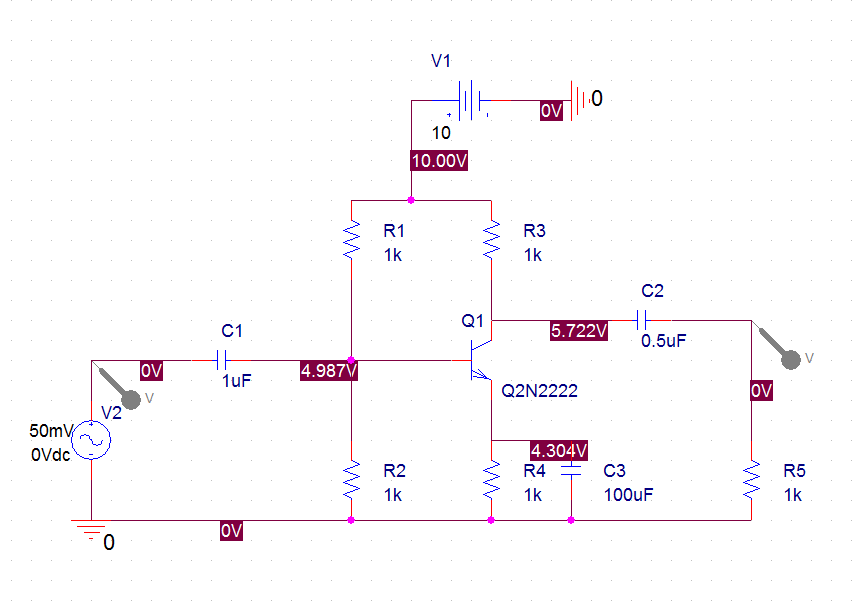 V1
0
0V
10
10.00V
R1
1k
R3
1k
C2
Q1
5.722V
0.5uF
C1
V
0V
4.987V
1uF
Q2N2222
0V
V
V2
50mV
0Vdc
4.304V
R2
1k
R4
1k
C3
100uF
R5
1k
0V
0